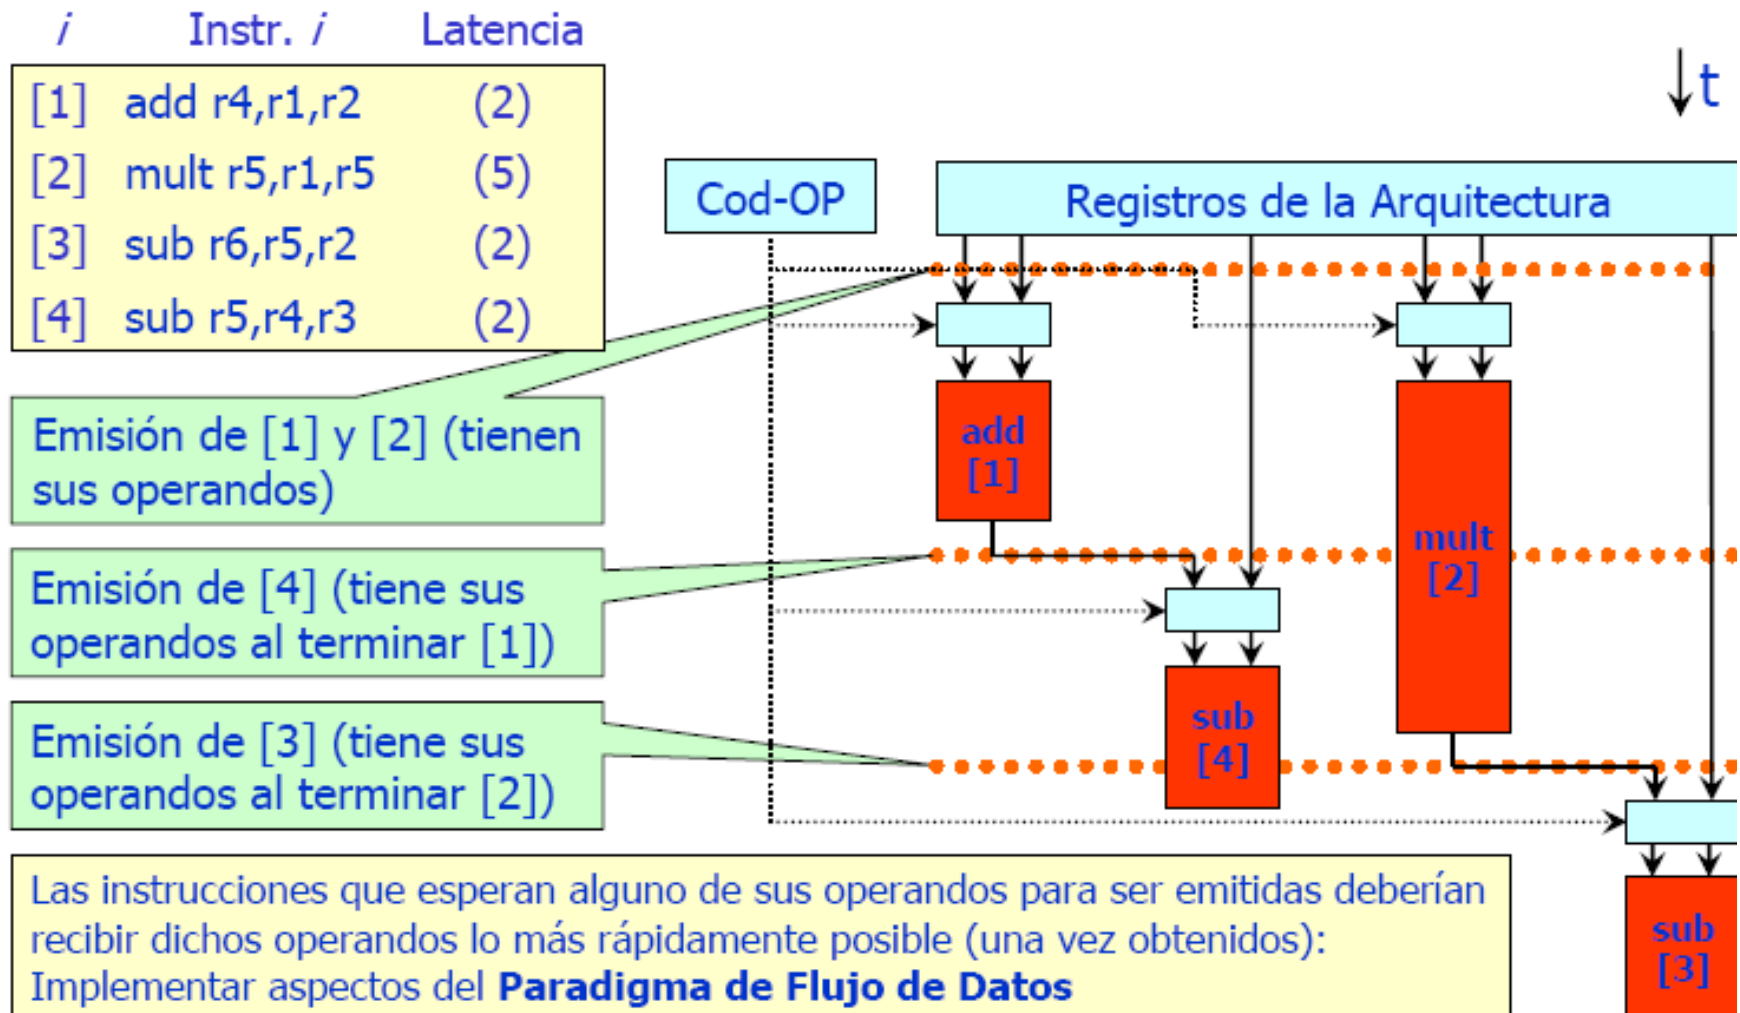 i Instr. i Latencia
[1] add r4,r1,r2 (2)
[2] mult r5,r1,r5 (5)
[3] sub r6,r5,r2 (2)
[4] sub r5,r4,r3 (2)
t
Cod-OP
Registros de la Arquitectura
Emisión de [1] y [2] (tienen
sus operandos)
add
[1]
mult
[2]
Emisión de [4] (tiene sus
operandos al terminar [1])
sub
[4]
Emisión de [3] (tiene sus
operandos al terminar [2])
sub
[3]
Las instrucciones que esperan alguno de sus operandos para ser emitidas deberían
recibir dichos operandos lo más rápidamente posible (una vez obtenidos):
Implementar aspectos del Paradigma de Flujo de Datos